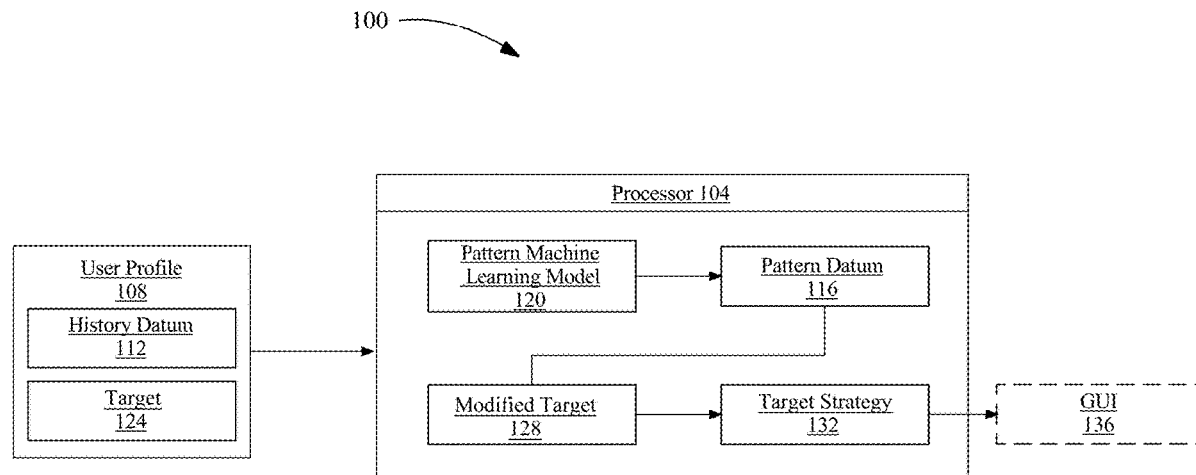 100
Processor 104
User Profile
108
History Datum
112
Target
124
Pattern Machine
Learning Model
120
Pattern Datum
116
Modified Target
128
Target Strategy
132
GUI
136